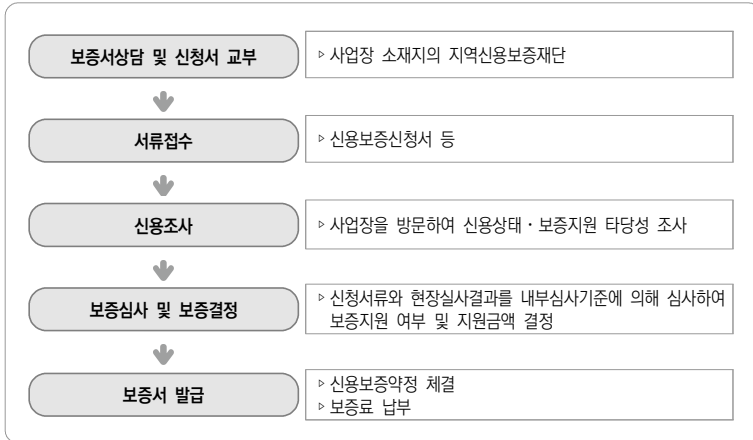 보증서상담 및 신청서 교부
▹사업장 소재지의 지역신용보증재단
서류접수
▹신용보증신청서 등
신용조사
▹사업장을 방문하여 신용상태·보증지원 타당성 조사
보증심사 및 보증결정
▹신청서류와 현장실사결과를 내부심사기준에 의해 심사하여
보증지원 여부 및 지원금액 결정
보증서 발급
▹신용보증약정 체결
▹보증료 납부